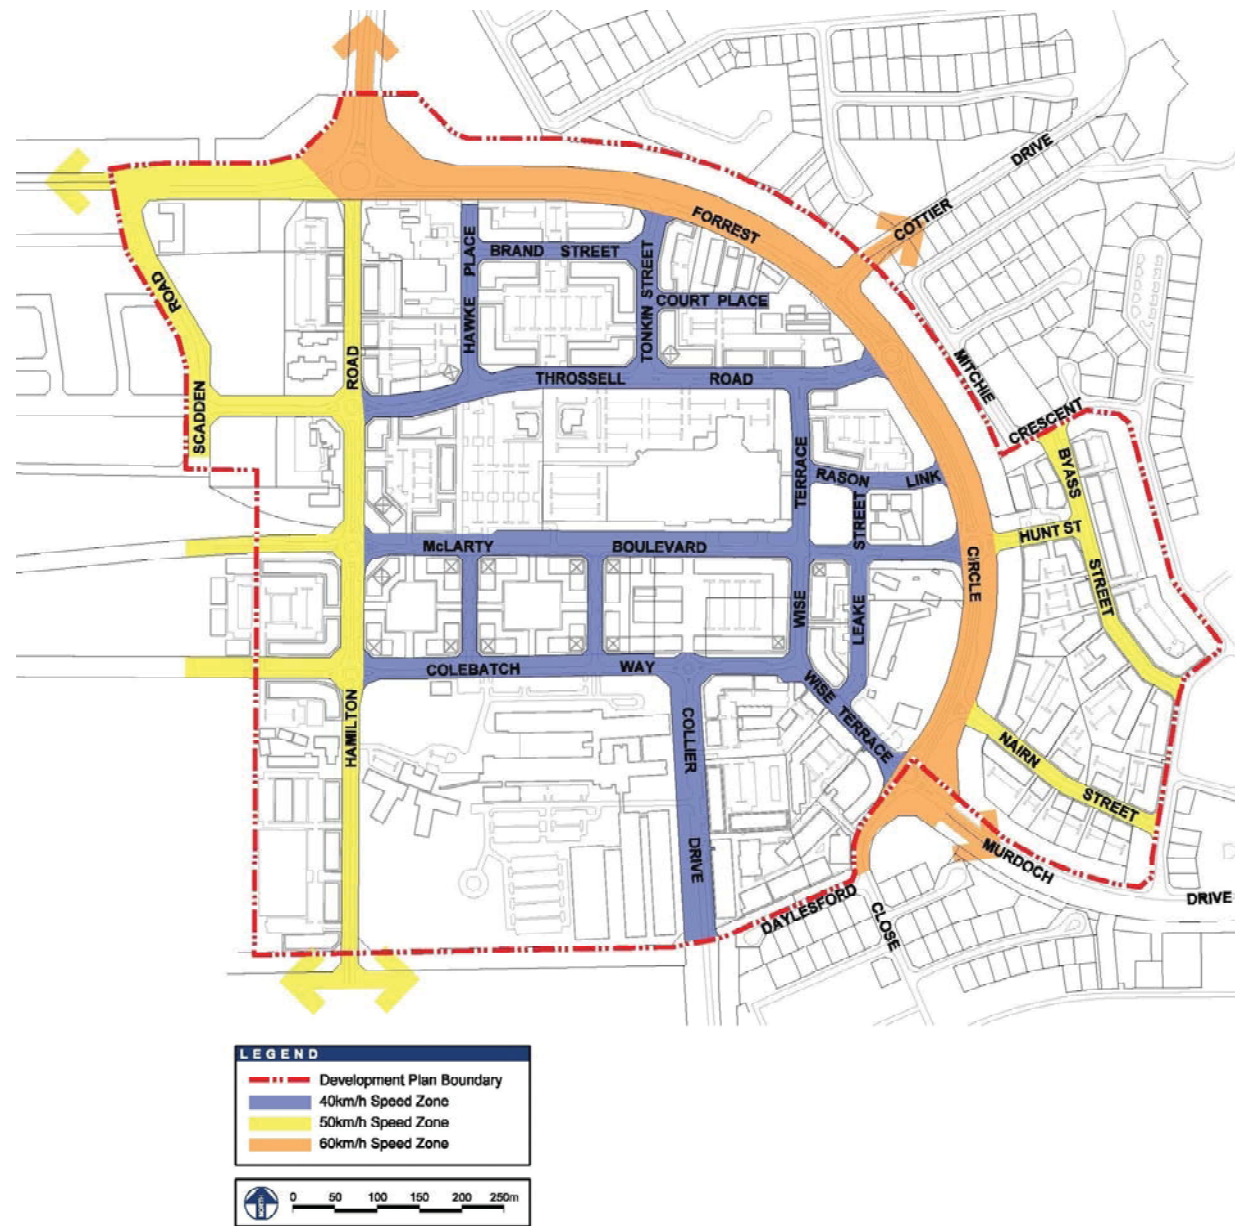 DRIVE
COTTIER
FORREST
PLACE
BRAND STREET
STREET
ROAD
COURT PLACE
HAWKE
TONKIN
ROAD
THROSSELL ROAD
MITCHIE
SCADDEN
CRESCENT
TERRACE
BYASS
RASON LINK
STREET
HUNT ST
McLARTY BOULEVARD
CIRCLE
STREET
WISE
LEAKE
COLEBATCH WAY
WISE TERRACE
HAMILTON
COLLIER
NAIRN
STREET
DRIVE
MURDOCH
DAYLESFORD
CLOSE
DRIVE
LEGEND
Development Plan Boundary
40km/h Speed Zone
50km/h Speed Zone
60km/h Speed Zone
NORTH
0 50 100 150 200 250m